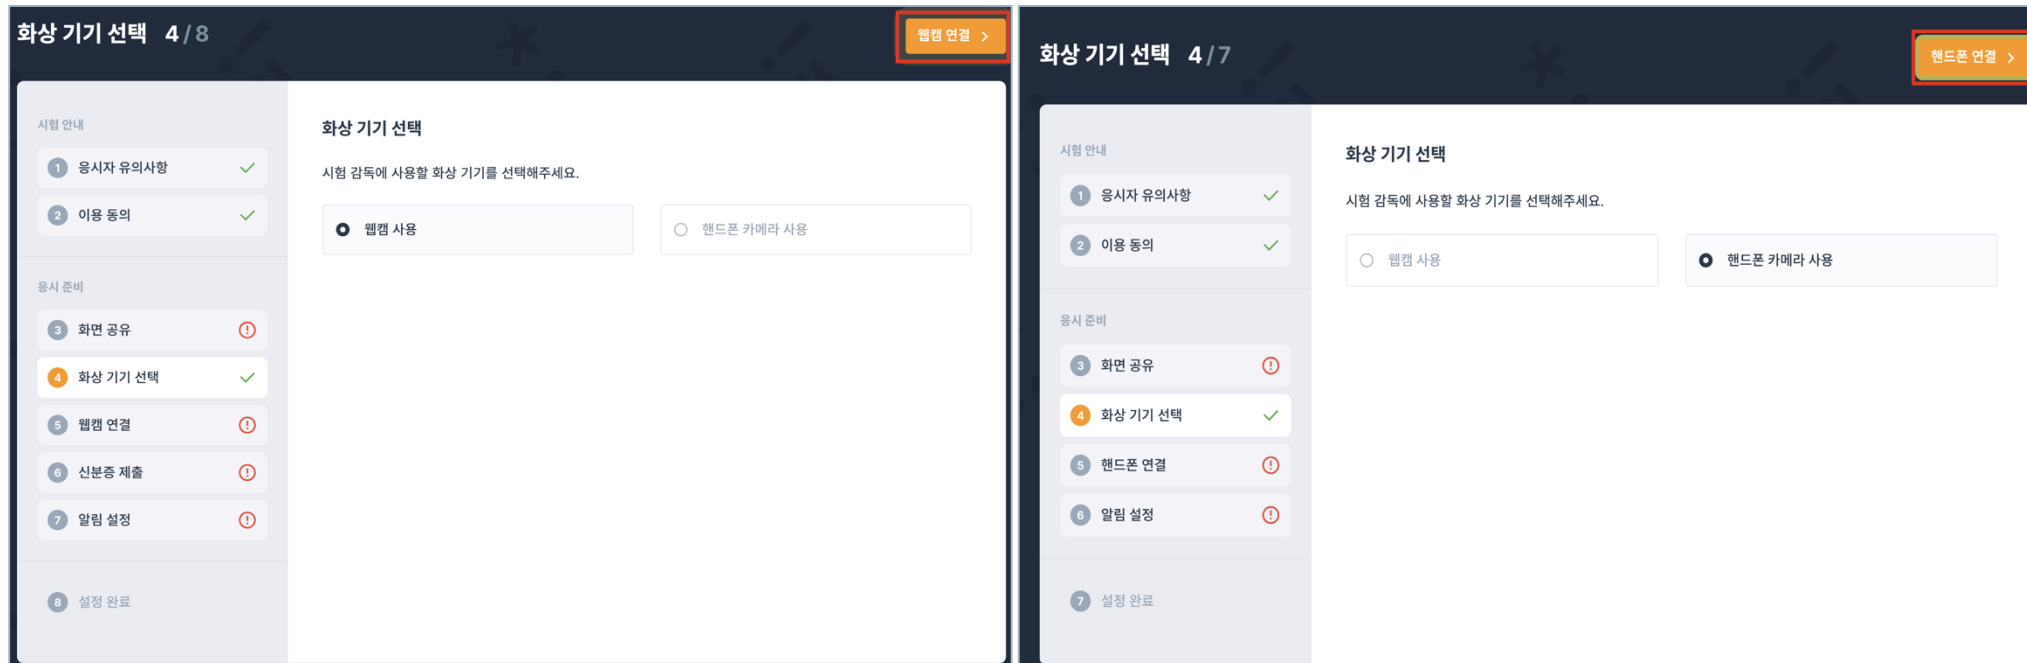 화상 기기 선택 4/8
웹캠 연결 >
시험 안내
1 응시자 유의사항
2 이용 동의
응시 준비
3 화면 공유
4 화상 기기 선택
5 웹캠 연결
6 신분증 제출
7 알림 설정
8 설정 완료
화상 기기 선택
시험 감독에 사용할 화상 기기를 선택해주세요.
웹캠 사용
핸드폰 카메라 사용
화상 기기 선택 4/7
핸드폰 연결 >
시험 안내
1 응시자 유의사항
2 이용 동의
응시 준비
3 화면 공유
4 화상 기기 선택
5 핸드폰 연결
6 알림 설정
7 설정 완료
화상 기기 선택
시험 감독에 사용할 화상 기기를 선택해주세요.
웹캠 사용
핸드폰 카메라 사용